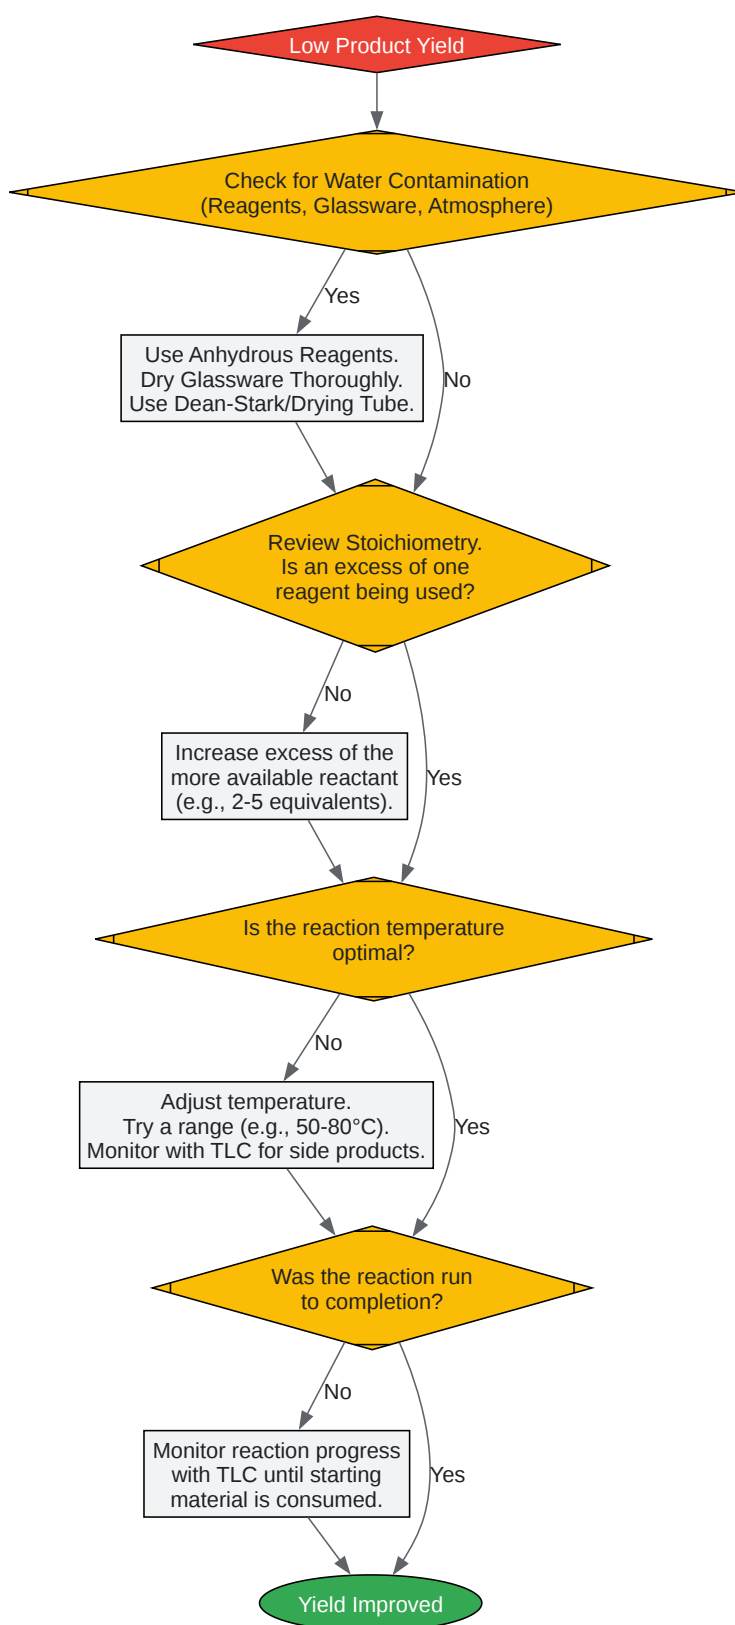 Low Product Yield
Check for Water Contamination
(Reagents, Glassware, Atmosphere)
Yes
Use Anhydrous Reagents.
Dry Glassware Thoroughly.
Use Dean-Stark/Drying Tube.
No
Review Stoichiometry.
Is an excess of one
reagent being used?
No
Increase excess of the
more available reactant
(e.g., 2-5 equivalents).
Yes
Is the reaction temperature
optimal?
No
Adjust temperature.
Try a range (e.g., 50-80°C).
Monitor with TLC for side products.
Yes
Was the reaction run
to completion?
No
Monitor reaction progress
with TLC until starting
material is consumed.
Yes
Yield Improved